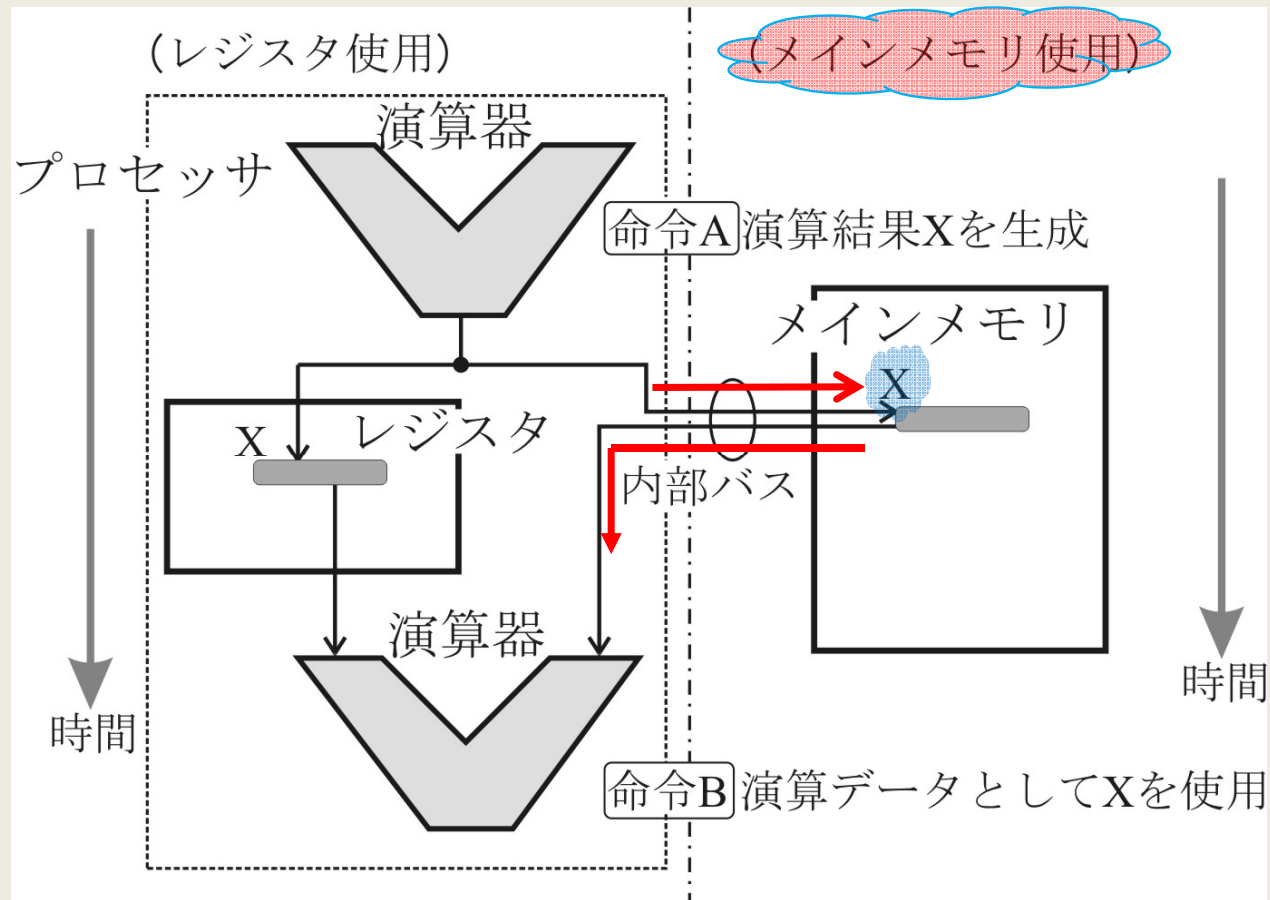 (レジスタ使用)
(メインメモリ使用)
演算器
プロセッサ
命令A 演算結果Xを生成
メインメモリ
X
X
レジスタ
内部バス
演算器
時間
時間
命令B 演算データとしてXを使用